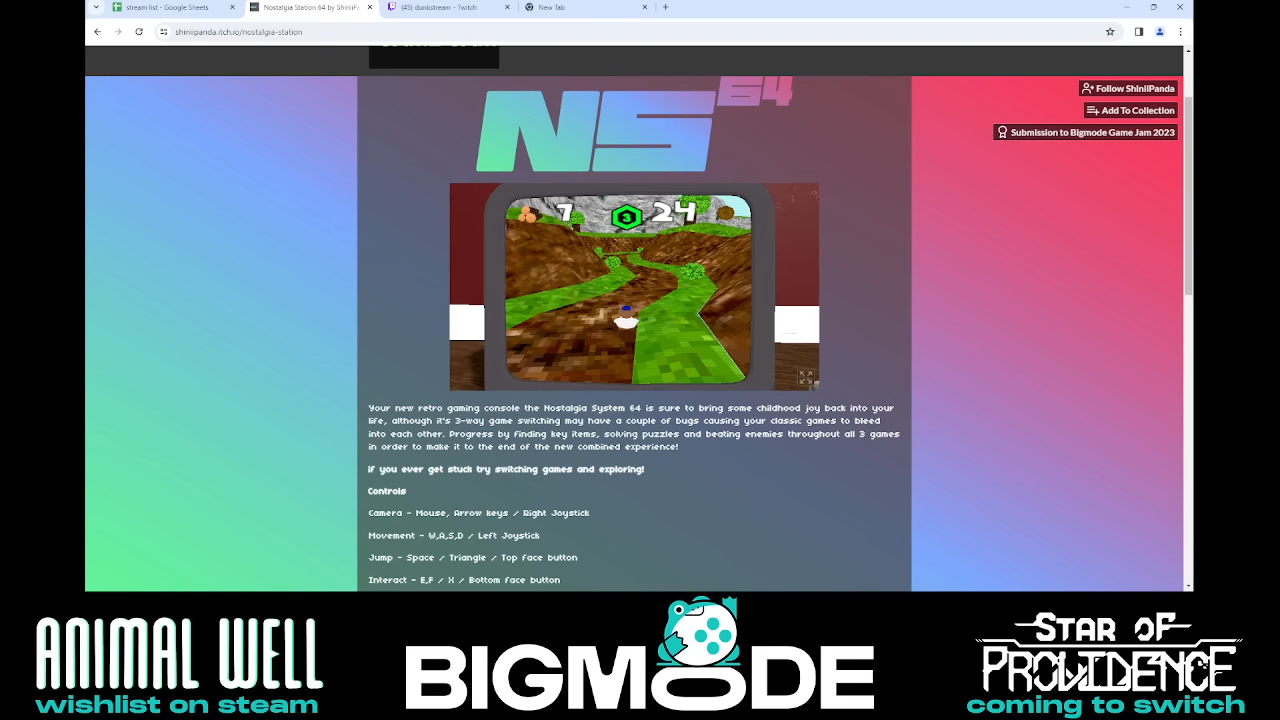 stream list - Google Sheets
Nostalgia Station 64 by ShiniiPa
(45) dunkstream - Twitch
New Tab
shiniipanda.itch.io/nostalgia-station
Follow ShiniiPanda
Add To Collection
Submission to Bigmode Game Jam 2023
NS 64
7 3 24
Your new retro gaming console the Nostalgia System 64 is sure to bring some childhood joy back into your
life, although it's 3-way game switching may have a couple of bugs causing your classic games to bleed
into each other. Progress by finding key items, solving puzzles and beating enemies throughout all 3 games
in order to make it to the end of the new combined experience!
if you ever get stuck try switching games and exploring!
Controls
Camera - Mouse, Arrow keys / Right Joystick
Movement - W,A,S,D / Left Joystick
Jump - Space / Triangle / Top face button
Interact - E,F / X / Bottom face button
ANIMAL WELL
wishlist on steam
BIGMODE
STAR OF
PROVIDENCE
coming to switch